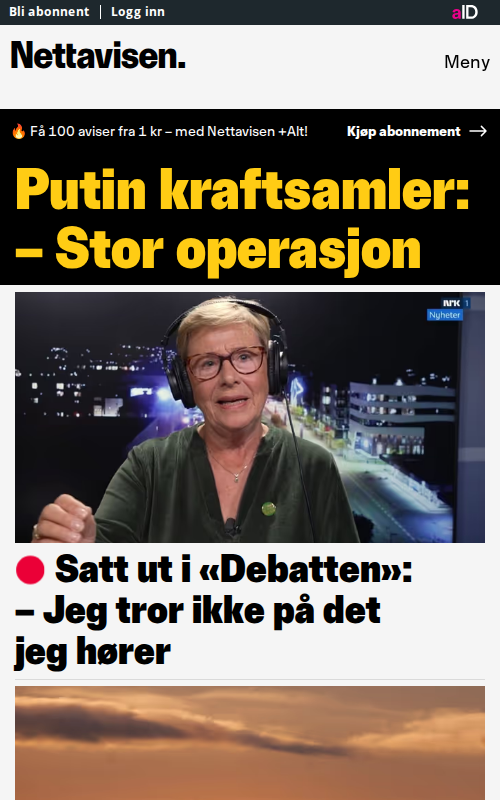 Bli abonnent
Logg inn
aID
Nettavisen.
Meny
Få 100 aviser fra 1 kr – med Nettavisen +Alt!
Kjøp abonnement
Putin kraftsamler:
– Stor operasjon
NRK 1
Nyheter
Satt ut i «Debatten»:
– Jeg tror ikke på det
jeg hører